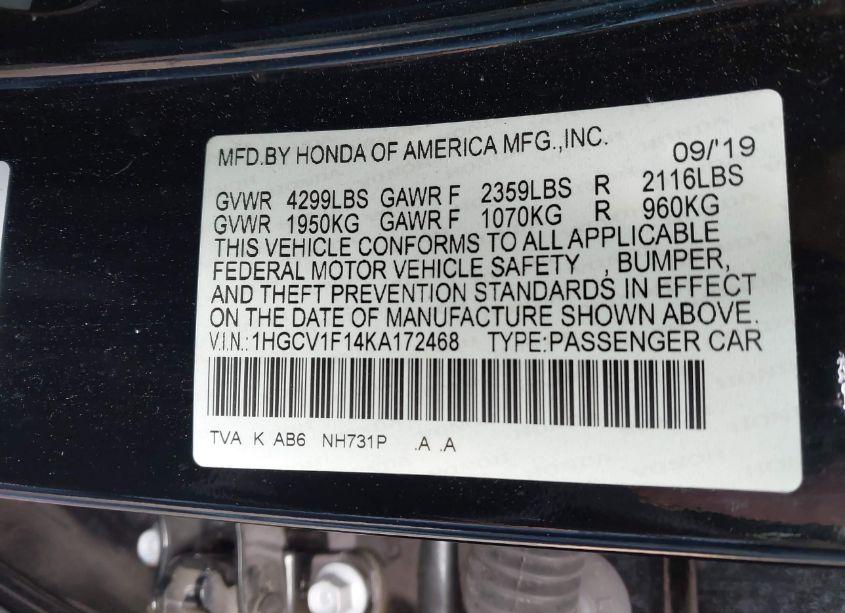 MFD.BY HONDA OF AMERICA MFG.,INC. 09/'19
GVWR 4299LBS GAWR F 2359LBS R 2116LBS
GVWR 1950KG GAWR F 1070KG R 960KG
THIS VEHICLE CONFORMS TO ALL APPLICABLE
FEDERAL MOTOR VEHICLE SAFETY , BUMPER,
AND THEFT PREVENTION STANDARDS IN EFFECT
ON THE DATE OF MANUFACTURE SHOWN ABOVE.
V.I.N.:1HGCV1F14KA172468 TYPE:PASSENGER CAR
TVA K AB6 NH731P .A .A